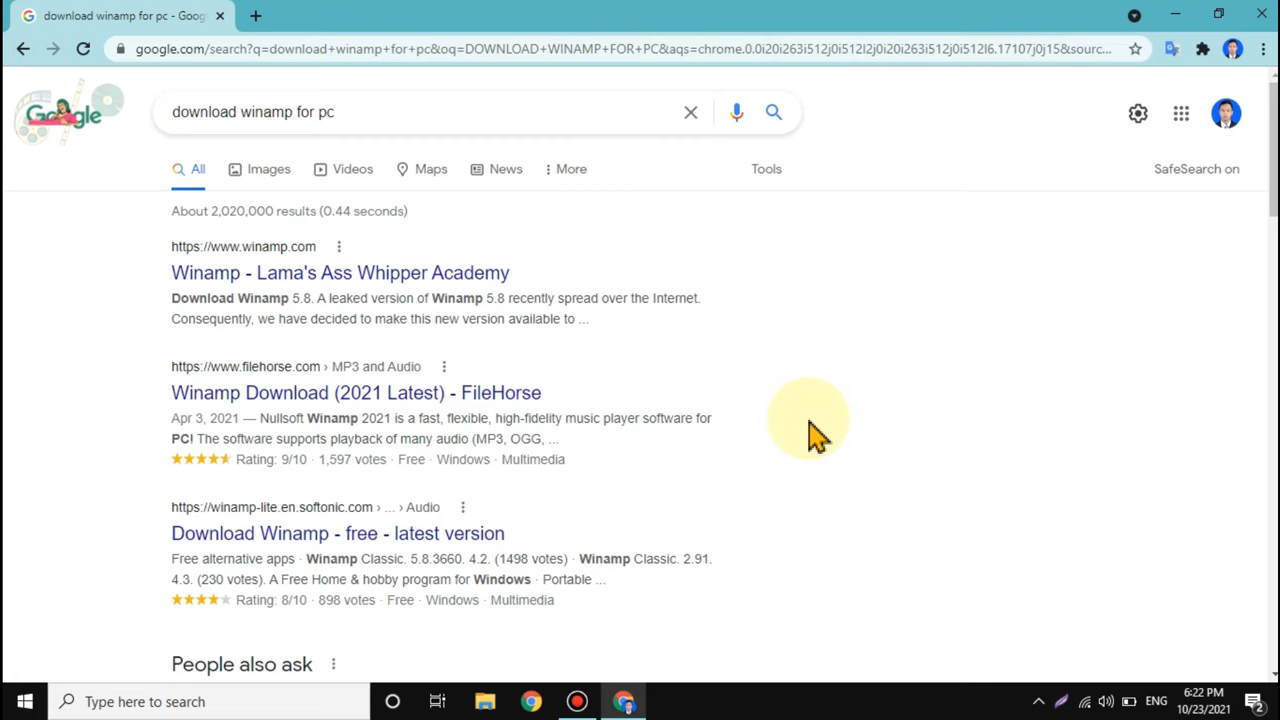 download winamp for pc - Goog
google.com/search?q=download+winamp+for+pc&oq=DOWNLOAD+WINAMP+FOR+PC&aqs=chrome.0.0i20i263i512j0i512l2j0i20i263i512j0i512l6.17107j0j15&sourc...
Google
download winamp for pc
All
Images
Videos
Maps
News
More
Tools
SafeSearch on
About 2,020,000 results (0.44 seconds)
https://www.winamp.com
Winamp - Lama's Ass Whipper Academy
Download Winamp 5.8. A leaked version of Winamp 5.8 recently spread over the Internet.
Consequently, we have decided to make this new version available to ...
https://www.filehorse.com › MP3 and Audio
Winamp Download (2021 Latest) - FileHorse
Apr 3, 2021 — Nullsoft Winamp 2021 is a fast, flexible, high-fidelity music player software for
PC! The software supports playback of many audio (MP3, OGG, ...
Rating: 9/10 · 1,597 votes · Free · Windows · Multimedia
https://winamp-lite.en.softonic.com › ... › Audio
Download Winamp - free - latest version
Free alternative apps · Winamp Classic. 5.8.3660. 4.2. (1498 votes) · Winamp Classic. 2.91.
4.3. (230 votes). A Free Home & hobby program for Windows · Portable ...
Rating: 8/10 · 898 votes · Free · Windows · Multimedia
People also ask
Type here to search
ENG
6:22 PM
10/23/2021
2